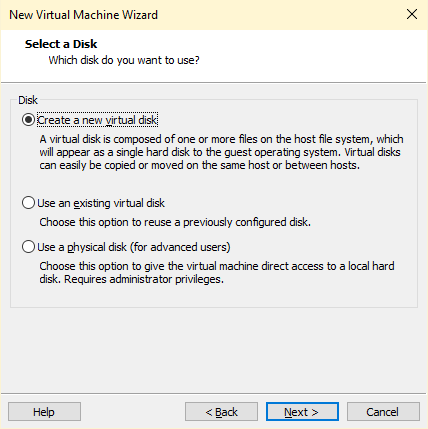 New Virtual Machine Wizard
Select a Disk
Which disk do you want to use?
Disk
Create a new virtual disk
A virtual disk is composed of one or more files on the host file system, which
will appear as a single hard disk to the guest operating system. Virtual disks
can easily be copied or moved on the same host or between hosts.
Use an existing virtual disk
Choose this option to reuse a previously configured disk.
Use a physical disk (for advanced users)
Choose this option to give the virtual machine direct access to a local hard
disk. Requires administrator privileges.
Help
< Back
Next >
Cancel